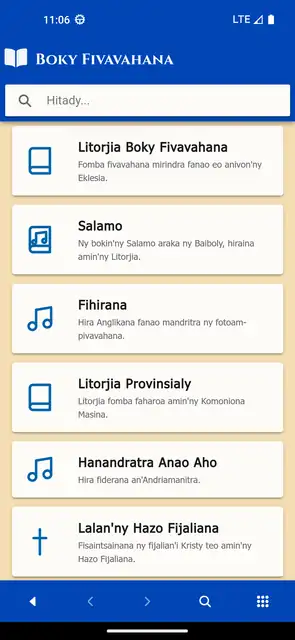 11:06
LTE
Boky Fivavahana
Hitady...
Litorjia Boky Fivavahana
Fomba fivavahana mirindra fanao eo anivon'ny
Eklesia.
Salamo
Ny bokin'ny Salamo araka ny Baiboly, hiraina
amin'ny Litorjia.
Fihirana
Hira Anglikana fanao mandritra ny fotoam-
pivavahana.
Litorjia Provinsialy
Litorjia fomba faharoa amin'ny Komoniona
Masina.
Hanandratra Anao Aho
Hira fiderana an'Andriamanitra.
Lalan'ny Hazo Fijaliana
Fisaintsainana ny fijalian'i Kristy teo amin'ny
Hazo Fijaliana.